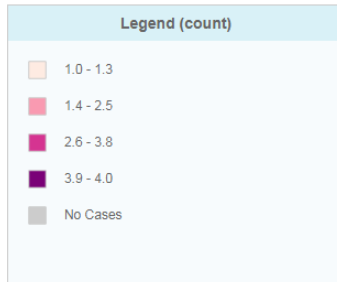 Legend (count)
1.0 - 1.3
1.4 - 2.5
2.6 - 3.8
3.9 - 4.0
No Cases